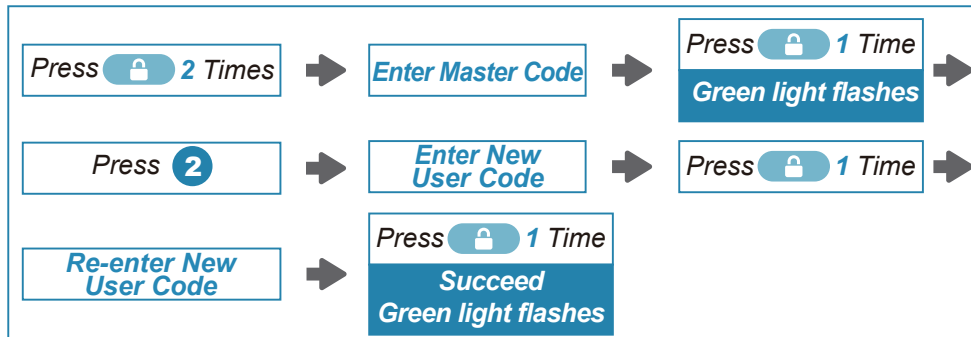 Press 2 Times
Enter Master Code
Press 1 Time
Green light flashes
Press 2
Enter New
User Code
Press 1 Time
Re-enter New
User Code
Press 1 Time
Succeed
Green light flashes